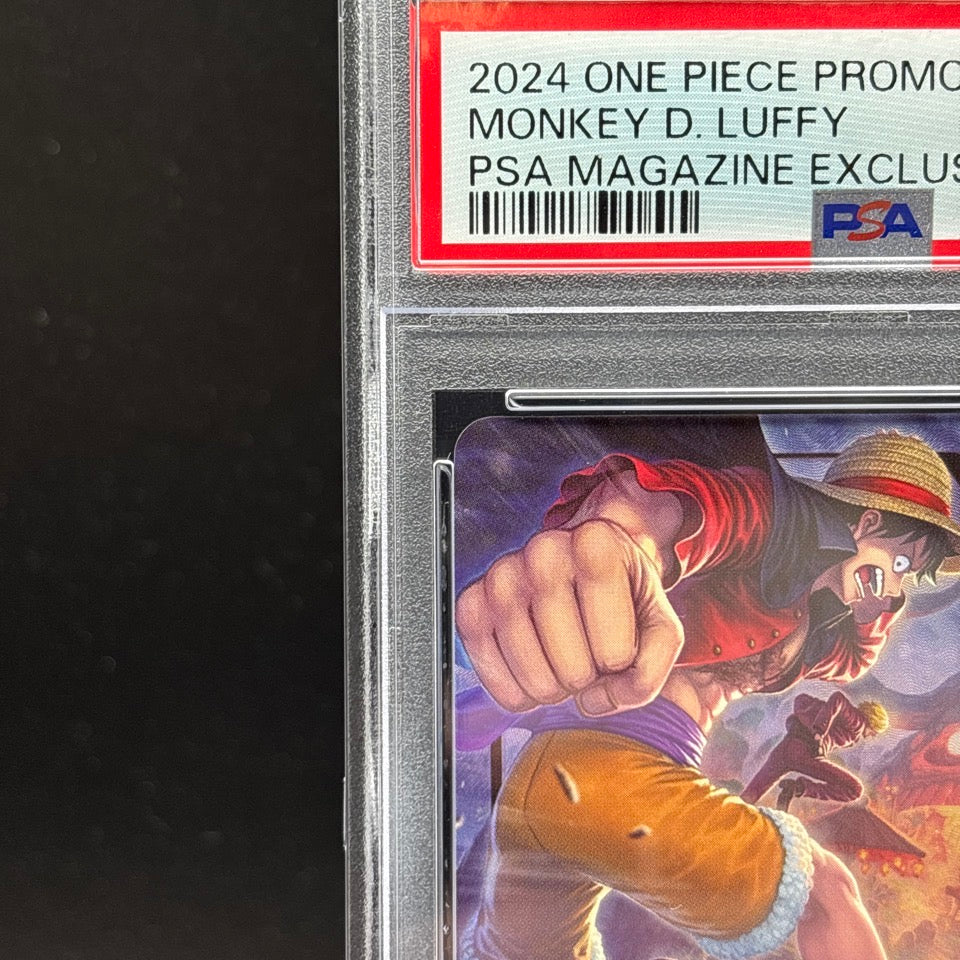 2024 ONE PIECE PROMO
MONKEY D. LUFFY
PSA MAGAZINE EXCLUS
PSA